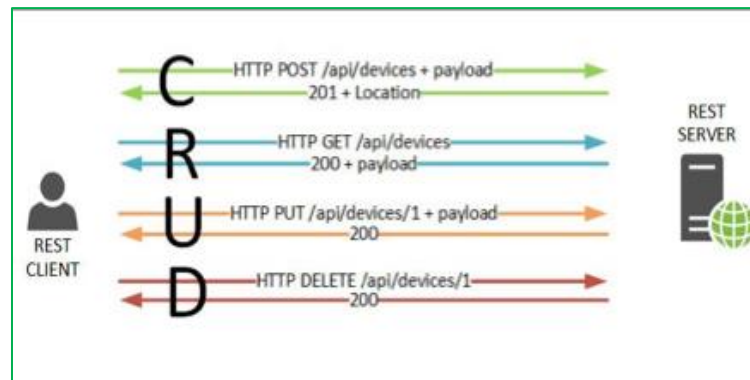 C
HTTP POST /api/devices + payload
201 + Location
R
HTTP GET /api/devices
200 + payload
U
HTTP PUT /api/devices/1 + payload
200
D
HTTP DELETE /api/devices/1
200
REST
CLIENT
REST
SERVER